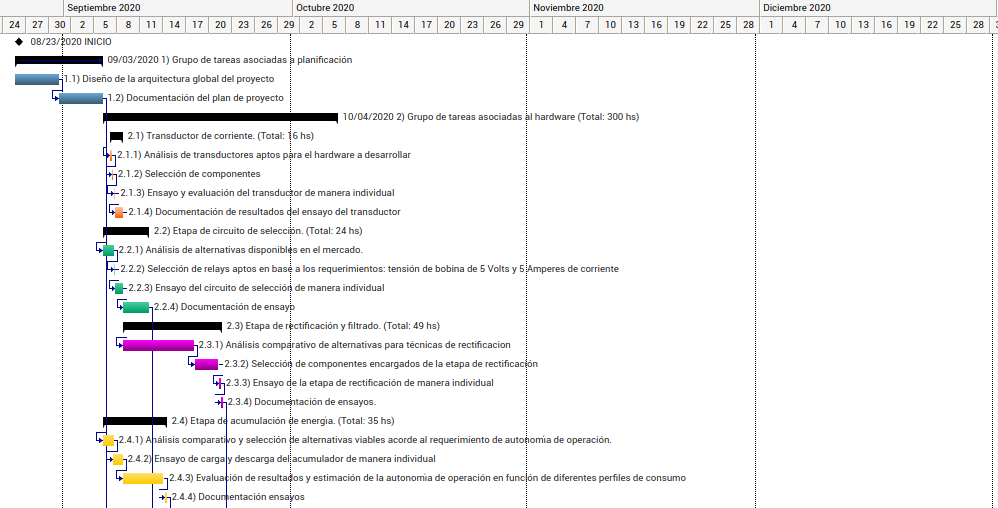 Septiembre 2020 Octubre 2020 Noviembre 2020 Diciembre 2020
24 27 30 2 5 8 11 14 17 20 23 26 29 2 5 8 11 14 17 20 23 26 29 1 4 7 10 13 16 19 22 25 28 1 4 7 10 13 16 19 22 25 28
08/23/2020 INICIO
09/03/2020 1) Grupo de tareas asociadas a planificación
1.1) Diseño de la arquitectura global del proyecto
1.2) Documentación del plan de proyecto
10/04/2020 2) Grupo de tareas asociadas al hardware (Total: 300 hs)
2.1) Transductor de corriente. (Total: 16 hs)
2.1.1) Análisis de transductores aptos para el hardware a desarrollar
2.1.2) Selección de componentes
2.1.3) Ensayo y evaluación del transductor de manera individual
2.1.4) Documentación de resultados del ensayo del transductor
2.2) Etapa de circuito de selección. (Total: 24 hs)
2.2.1) Análisis de alternativas disponibles en el mercado.
2.2.2) Selección de relays aptos en base a los requerimientos: tensión de bobina de 5 Volts y 5 Amperes de corriente
2.2.3) Ensayo del circuito de selección de manera individual
2.2.4) Documentación de ensayo
2.3) Etapa de rectificación y filtrado. (Total: 49 hs)
2.3.1) Análisis comparativo de alternativas para técnicas de rectificacion
2.3.2) Selección de componentes encargados de la etapa de rectificación
2.3.3) Ensayo de la etapa de rectificación de manera individual
2.3.4) Documentación de ensayos.
2.4) Etapa de acumulación de energía. (Total: 35 hs)
2.4.1) Análisis comparativo y selección de alternativas viables acorde al requerimiento de autonomía de operación.
2.4.2) Ensayo de carga y descarga del acumulador de manera individual
2.4.3) Evaluación de resultados y estimación de la autonomia de operación en función de diferentes perfiles de consumo
2.4.4) Documentación ensayos